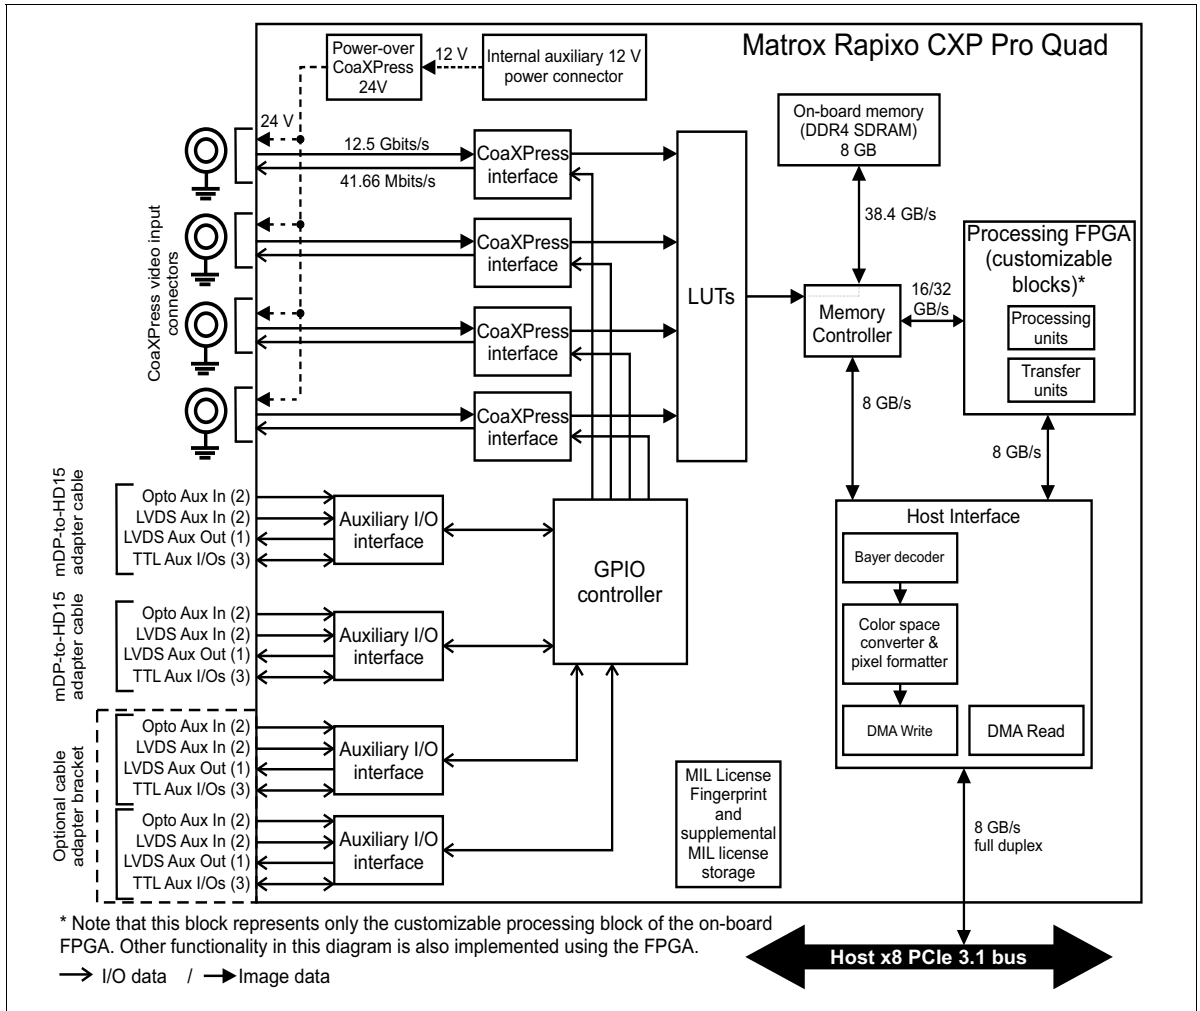 Matrox Rapixo CXP Pro Quad
Power-over
CoaXPress
24V
12 V
Internal auxiliary 12 V
power connector
On-board memory
(DDR4 SDRAM)
8 GB
24 V
12.5 Gbits/s
41.66 Mbits/s
CoaXPress
interface
CoaXPress
interface
CoaXPress
interface
CoaXPress
interface
CoaXPress video input
connectors
LUTs
38.4 GB/s
Memory
Controller
16/32
GB/s
Processing FPGA
(customizable
blocks)*
Processing
units
Transfer
units
8 GB/s
8 GB/s
mDP-to-HD15
adapter cable
Opto Aux In (2)
LVDS Aux In (2)
LVDS Aux Out (1)
TTL Aux I/Os (3)
Auxiliary I/O
interface
mDP-to-HD15
adapter cable
Opto Aux In (2)
LVDS Aux In (2)
LVDS Aux Out (1)
TTL Aux I/Os (3)
Auxiliary I/O
interface
Optional cable
adapter bracket
Opto Aux In (2)
LVDS Aux In (2)
LVDS Aux Out (1)
TTL Aux I/Os (3)
Auxiliary I/O
interface
Opto Aux In (2)
LVDS Aux In (2)
LVDS Aux Out (1)
TTL Aux I/Os (3)
Auxiliary I/O
interface
GPIO
controller
Host Interface
Bayer decoder
Color space
converter &
pixel formatter
DMA Write
DMA Read
MIL License
Fingerprint
and
supplemental
MIL license
storage
8 GB/s
full duplex
Host x8 PCIe 3.1 bus
* Note that this block represents only the customizable processing block of the on-board
FPGA. Other functionality in this diagram is also implemented using the FPGA.
I/O data / Image data